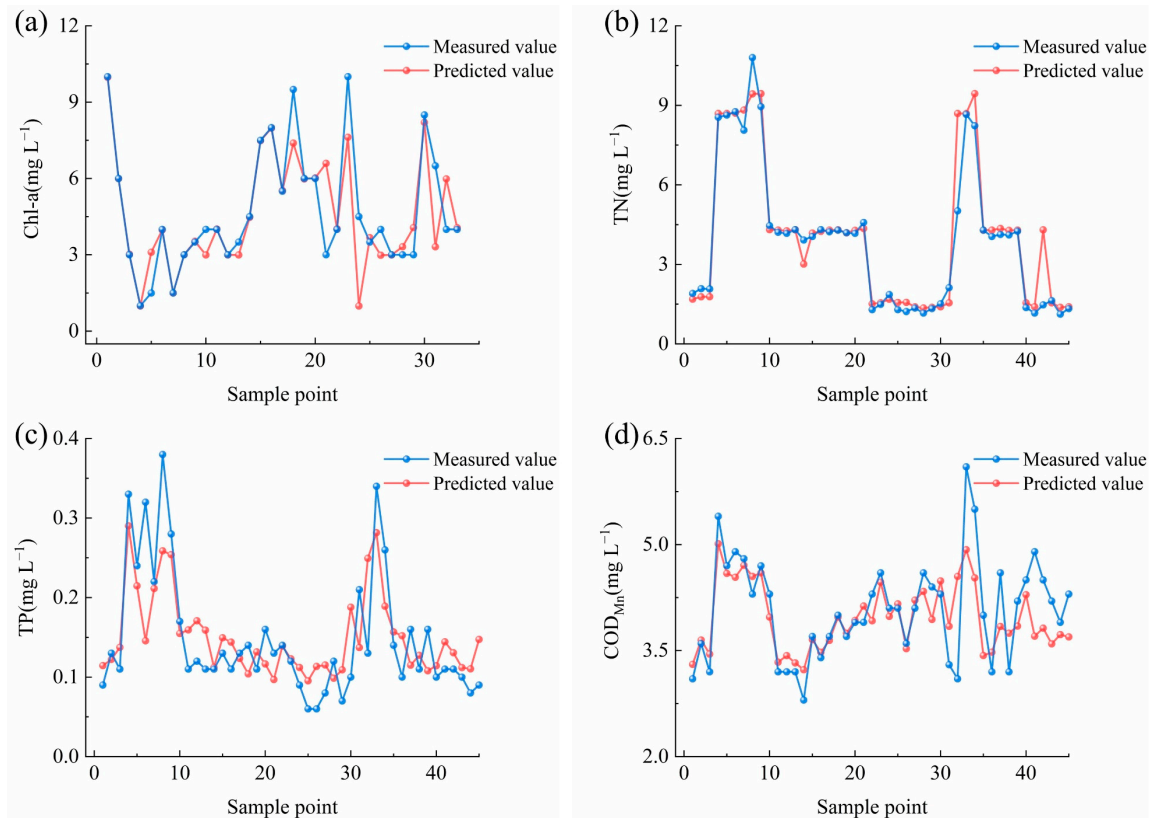 (a)
12
9
6
3
0
Chl-a(mg L⁻¹)
Measured value
Predicted value
0 10 20 30
Sample point
(b)
12
9
6
3
0
TN(mg L⁻¹)
Measured value
Predicted value
0 10 20 30 40
Sample point
(c)
0.4
0.3
0.2
0.1
0.0
TP(mg L⁻¹)
Measured value
Predicted value
0 10 20 30 40
Sample point
(d)
6.5
5.0
3.5
2.0
COD_Mn(mg L⁻¹)
Measured value
Predicted value
0 10 20 30 40
Sample point